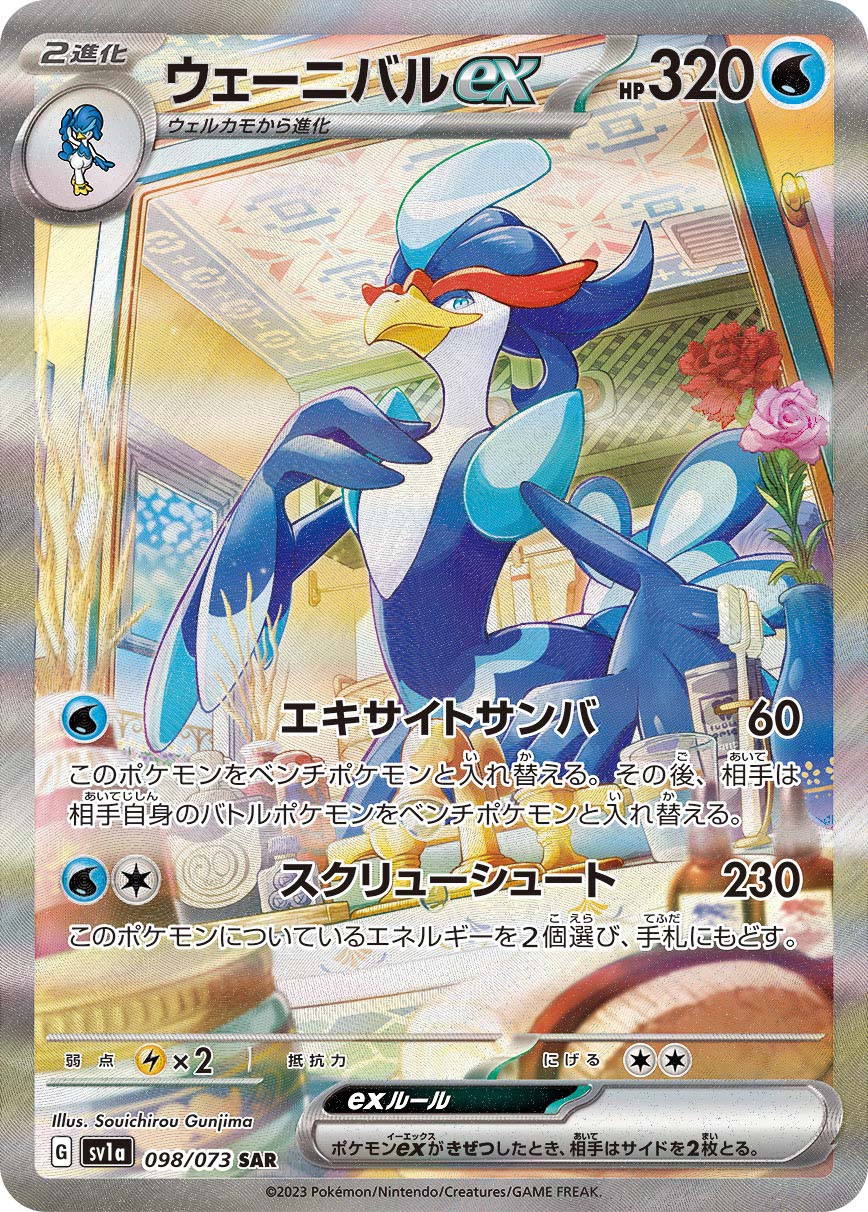 2進化
ウェーニバルex
HP320
ウェルカモから進化
エキサイトサンバ 60
このポケモンをベンチポケモンと入れ替える。その後、相手は
相手自身のバトルポケモンをベンチポケモンと入れ替える。
スクリューシュート 230
このポケモンについているエネルギーを2個選び、手札にもどす。
弱点 ×2 抵抗力 にげる
exルール
ポケモンexがきぜつしたとき、相手はサイドを2枚とる。
Illus. Souichirou Gunjima
G sv1a 098/073 SAR
©2023 Pokémon/Nintendo/Creatures/GAME FREAK.